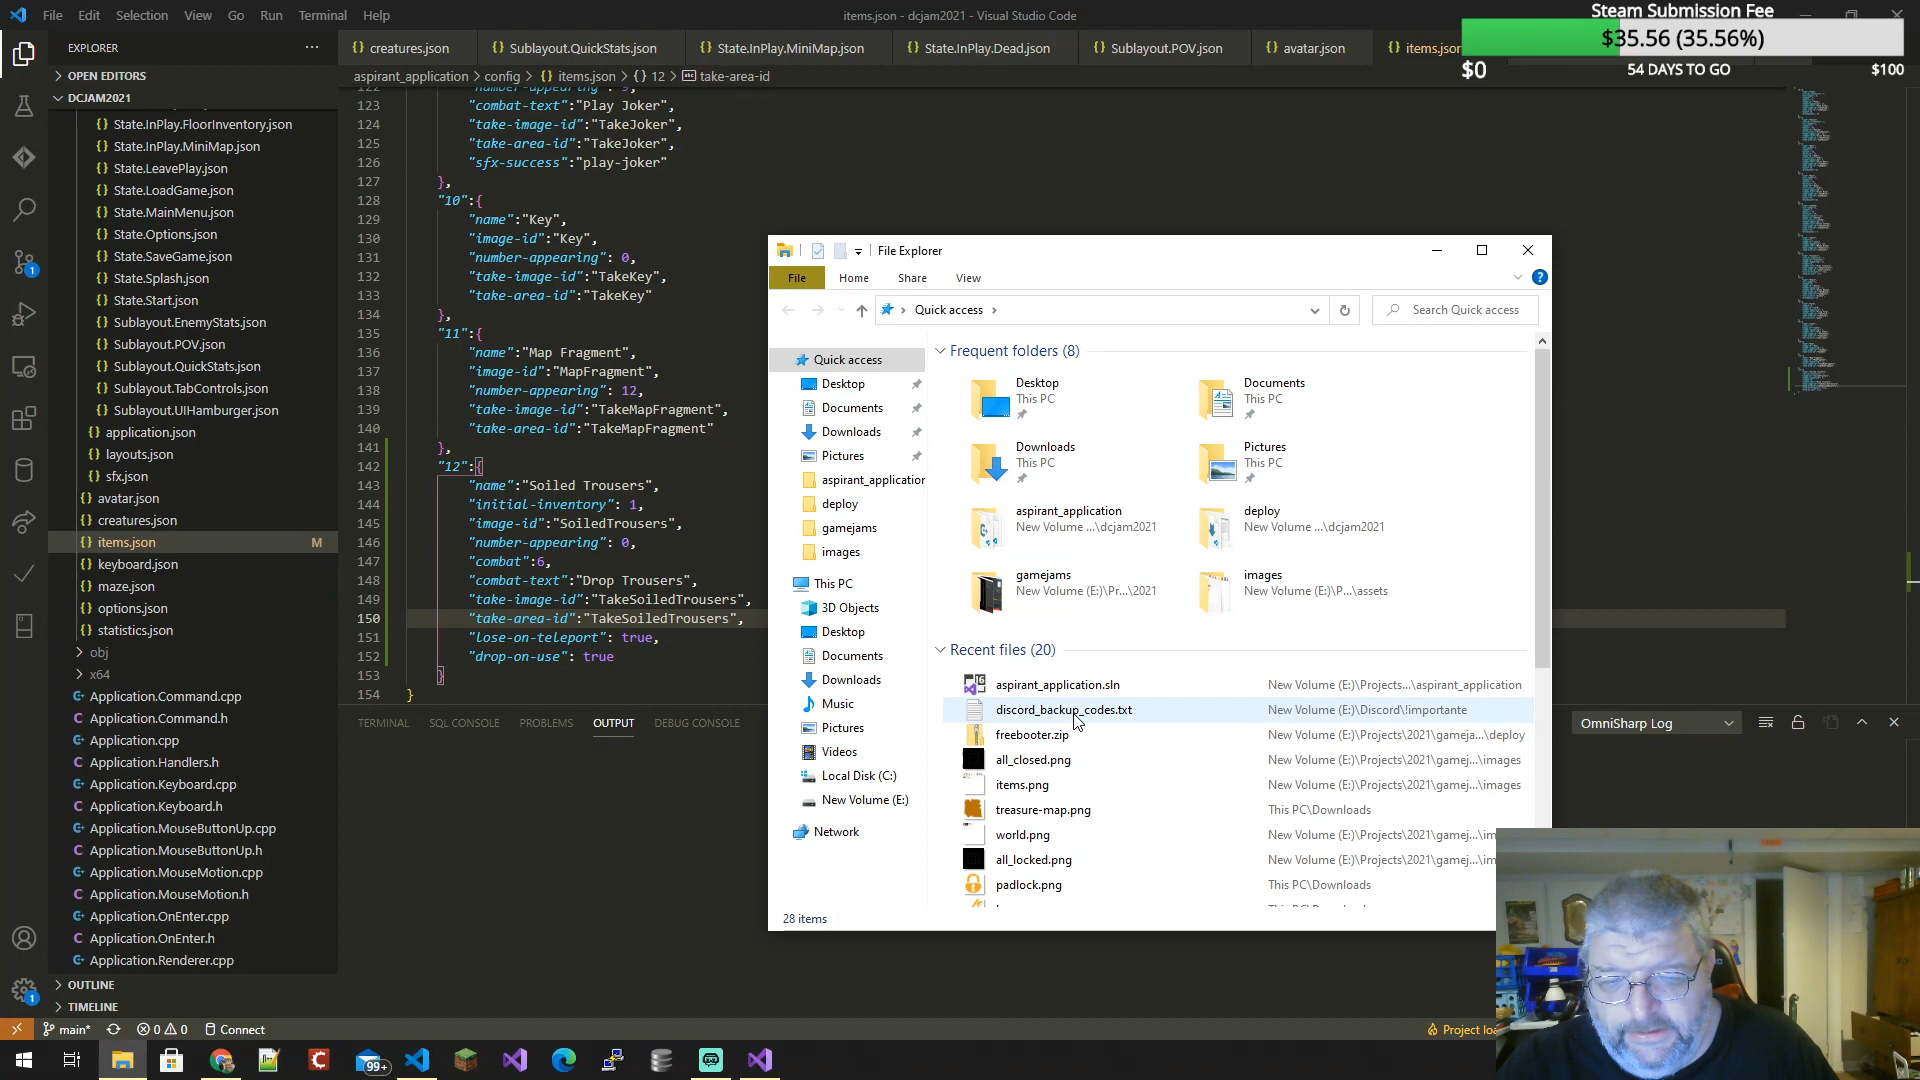 File Edit Selection View Go Run Terminal Help
items.json - dcjam2021 - Visual Studio Code
Steam Submission Fee
$35.56 (35.56%)
$0 54 DAYS TO GO $100
EXPLORER
creatures.json Sublayout.QuickStats.json State.InPlay.MiniMap.json State.InPlay.Dead.json Sublayout.POV.json avatar.json items.json
aspirant_application > config > {} items.json > {} 12 > take-area-id
OPEN EDITORS
DCJAM2021
State.InPlay.FloorInventory.json
State.InPlay.MiniMap.json
State.LeavePlay.json
State.LoadGame.json
State.MainMenu.json
State.Options.json
State.SaveGame.json
State.Splash.json
State.Start.json
Sublayout.EnemyStats.json
Sublayout.POV.json
Sublayout.QuickStats.json
Sublayout.TabControls.json
Sublayout.UIHamburger.json
application.json
layouts.json
sfx.json
avatar.json
creatures.json
items.json M
keyboard.json
maze.json
options.json
statistics.json
obj
x64
Application.Command.cpp
Application.Command.h
Application.cpp
Application.Handlers.h
Application.Keyboard.cpp
Application.Keyboard.h
Application.MouseButtonUp.cpp
Application.MouseButtonUp.h
Application.MouseMotion.cpp
Application.MouseMotion.h
Application.OnEnter.cpp
Application.OnEnter.h
Application.Renderer.cpp
OUTLINE
TIMELINE
122 "number-appearing": 9,
123 "combat-text":"Play Joker",
124 "take-image-id":"TakeJoker",
125 "take-area-id":"TakeJoker",
126 "sfx-success":"play-joker"
127 },
128 "10":{
129 "name":"Key",
130 "image-id":"Key",
131 "number-appearing": 0,
132 "take-image-id":"TakeKey",
133 "take-area-id":"TakeKey"
134 },
135 "11":{
136 "name":"Map Fragment",
137 "image-id":"MapFragment",
138 "number-appearing": 12,
139 "take-image-id":"TakeMapFragment",
140 "take-area-id":"TakeMapFragment"
141 },
142 "12":{
143 "name":"Soiled Trousers",
144 "initial-inventory": 1,
145 "image-id":"SoiledTrousers",
146 "number-appearing": 0,
147 "combat":6,
148 "combat-text":"Drop Trousers",
149 "take-image-id":"TakeSoiledTrousers",
150 "take-area-id":"TakeSoiledTrousers",
151 "lose-on-teleport": true,
152 "drop-on-use": true
153 }
154 }
TERMINAL SQL CONSOLE PROBLEMS OUTPUT DEBUG CONSOLE
OmniSharp Log
File Explorer
File Home Share View
Quick access
Search Quick access
Quick access
Desktop
Documents
Downloads
Pictures
aspirant_application
deploy
gamejams
images
This PC
3D Objects
Desktop
Documents
Downloads
Music
Pictures
Videos
Local Disk (C:)
New Volume (E:)
Network
Frequent folders (8)
Desktop
This PC
Documents
This PC
Downloads
This PC
Pictures
This PC
aspirant_application
New Volume ...\dcjam2021
deploy
New Volume ...\dcjam2021
gamejams
New Volume (E:)\Pr...\2021
images
New Volume (E:)\P...\assets
Recent files (20)
aspirant_application.sln New Volume (E:)\Projects...\aspirant_application
discord_backup_codes.txt New Volume (E:)\Discord\!importante
freebooter.zip New Volume (E:)\Projects\2021\gameja...\deploy
all_closed.png New Volume (E:)\Projects\2021\gamej...\images
items.png New Volume (E:)\Projects\2021\gamej...\images
treasure-map.png This PC\Downloads
world.png New Volume (E:)\Projects\2021\gamej...\im
all_locked.png New Volume (E:)\Projects\2021\gamej...\im
padlock.png This PC\Downloads
28 items
main* 0 0 Connect
Project loa
99+